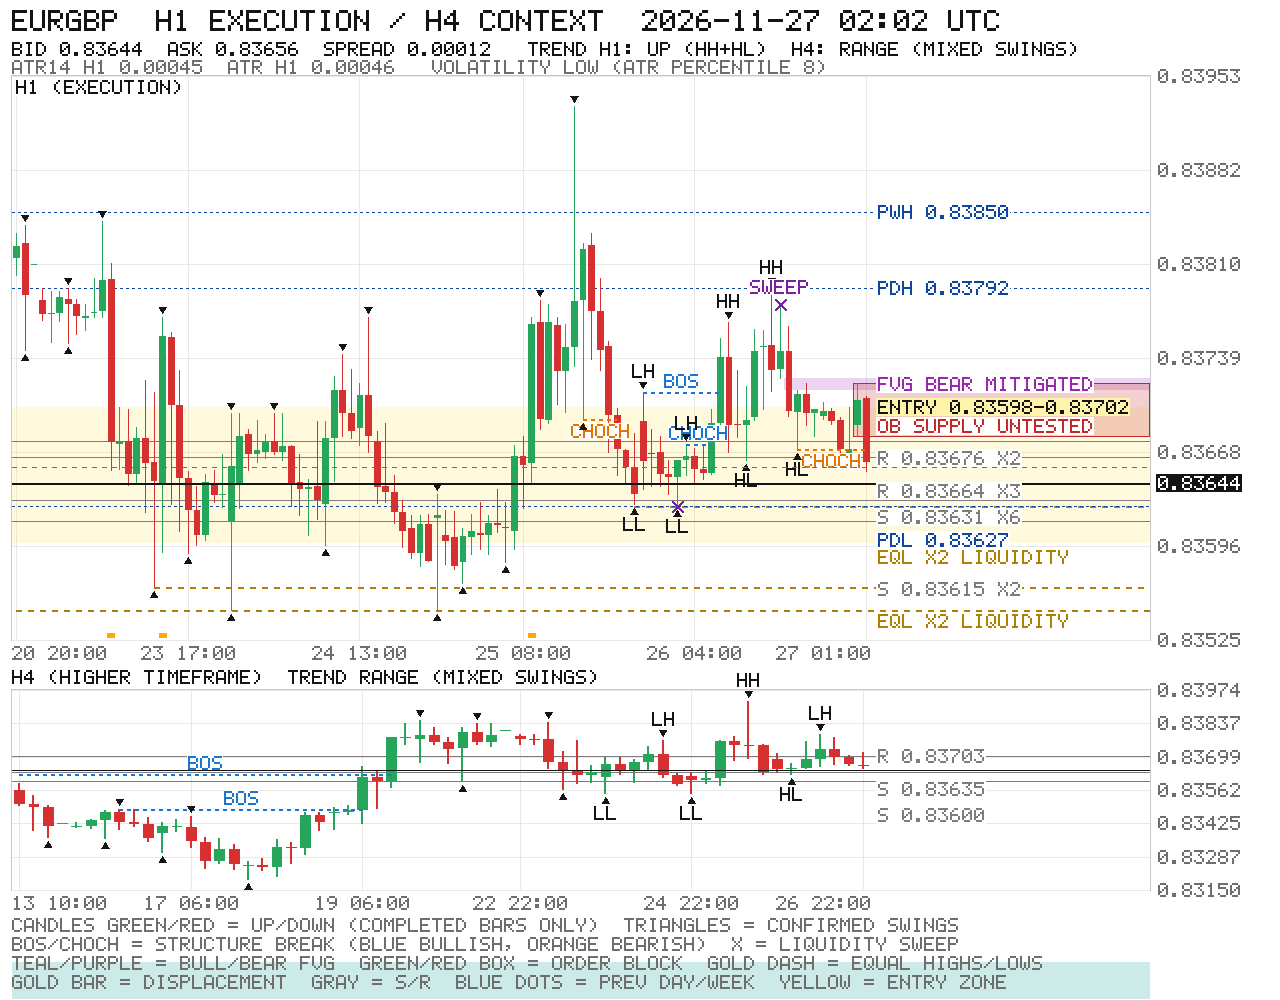 EURGBP  H1 EXECUTION / H4 CONTEXT  2026-11-27 02:02 UTC
BID 0.83644  ASK 0.83656  SPREAD 0.00012   TREND H1: UP (HH+HL)  H4: RANGE (MIXED SWINGS)
ATR14 H1 0.00045  ATR H1 0.00046   VOLATILITY LOW (ATR PERCENTILE 8)
H1 (EXECUTION)
0.83953
0.83882
PWH 0.83850
0.83810
HH
SWEEP
PDH 0.83792
HH
0.83739
LH
BOS
FVG BEAR MITIGATED
ENTRY 0.83598-0.83702
LH
CHOCH
CHOCH
OB SUPPLY UNTESTED
0.83668
CHOCH
R 0.83676 X2
HL
HL
0.83644
R 0.83664 X3
LL
LL
S 0.83631 X6
PDL 0.83627
0.83596
EQL X2 LIQUIDITY
S 0.83615 X2
EQL X2 LIQUIDITY
0.83525
20 20:00
23 17:00
24 13:00
25 08:00
26 04:00
27 01:00
H4 (HIGHER TIMEFRAME)  TREND RANGE (MIXED SWINGS)
HH
0.83974
LH
LH
0.83837
BOS
R 0.83703
0.83699
BOS
HL
S 0.83635
0.83562
LL
LL
S 0.83600
0.83425
0.83287
0.83150
13 10:00
17 06:00
19 06:00
22 22:00
24 22:00
26 22:00
CANDLES GREEN/RED = UP/DOWN (COMPLETED BARS ONLY)  TRIANGLES = CONFIRMED SWINGS
BOS/CHOCH = STRUCTURE BREAK (BLUE BULLISH, ORANGE BEARISH)  X = LIQUIDITY SWEEP
TEAL/PURPLE = BULL/BEAR FVG  GREEN/RED BOX = ORDER BLOCK  GOLD DASH = EQUAL HIGHS/LOWS
GOLD BAR = DISPLACEMENT  GRAY = S/R  BLUE DOTS = PREV DAY/WEEK  YELLOW = ENTRY ZONE